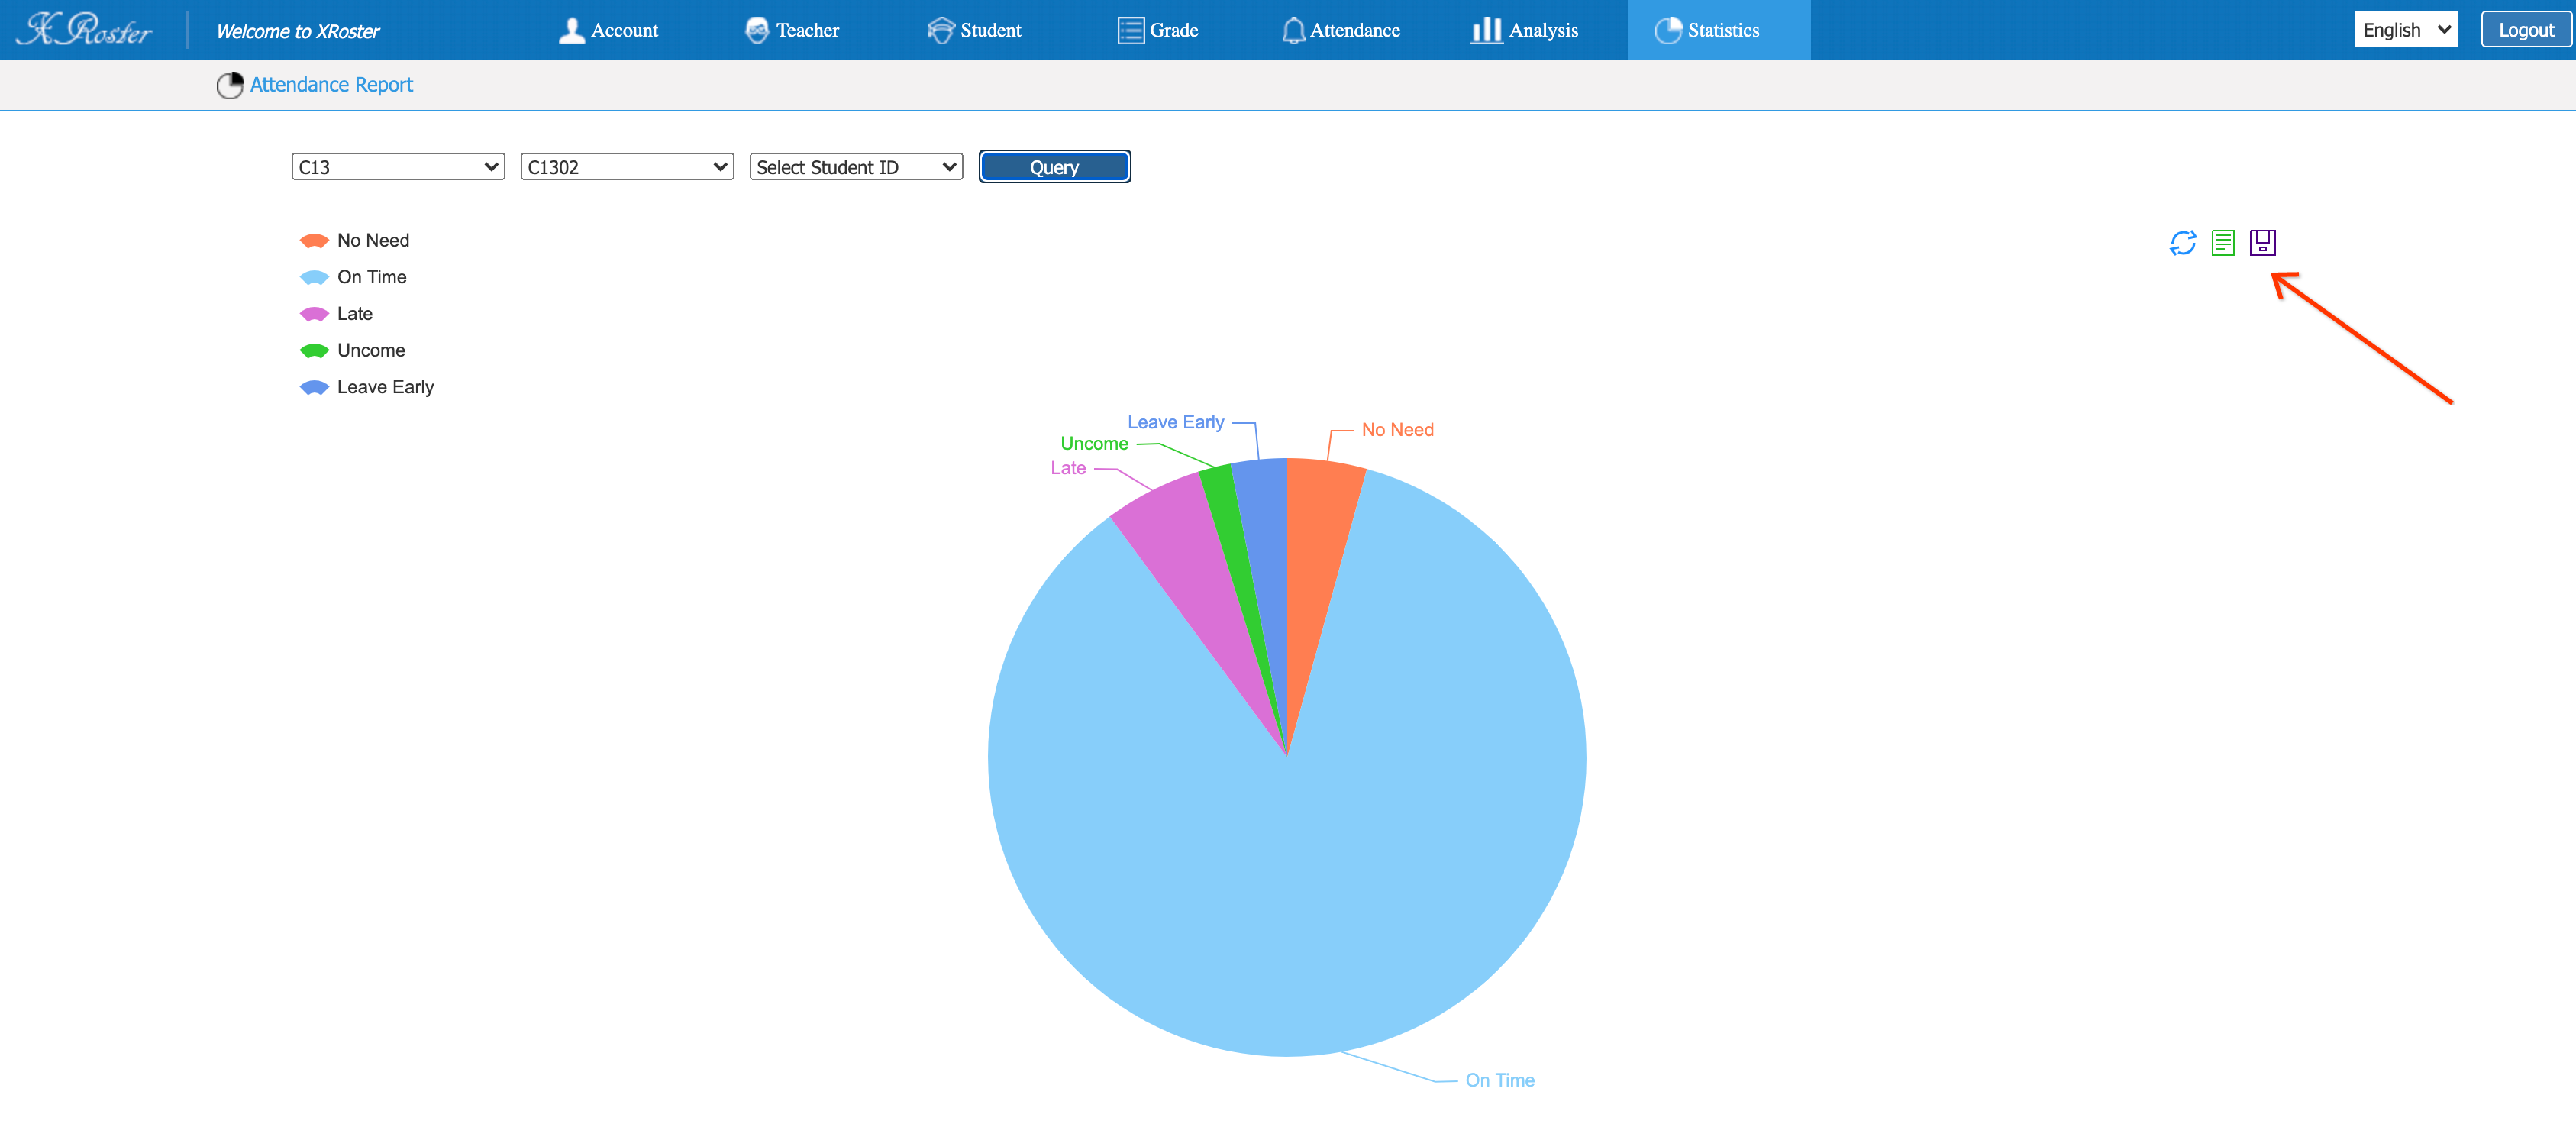 XRoster Welcome to XRoster Account Teacher Student Grade Attendance Analysis Statistics English Logout
Attendance Report
C13 C1302 Select Student ID Query
No Need
On Time
Late
Uncome
Leave Early
Leave Early
No Need
Uncome
Late
On Time